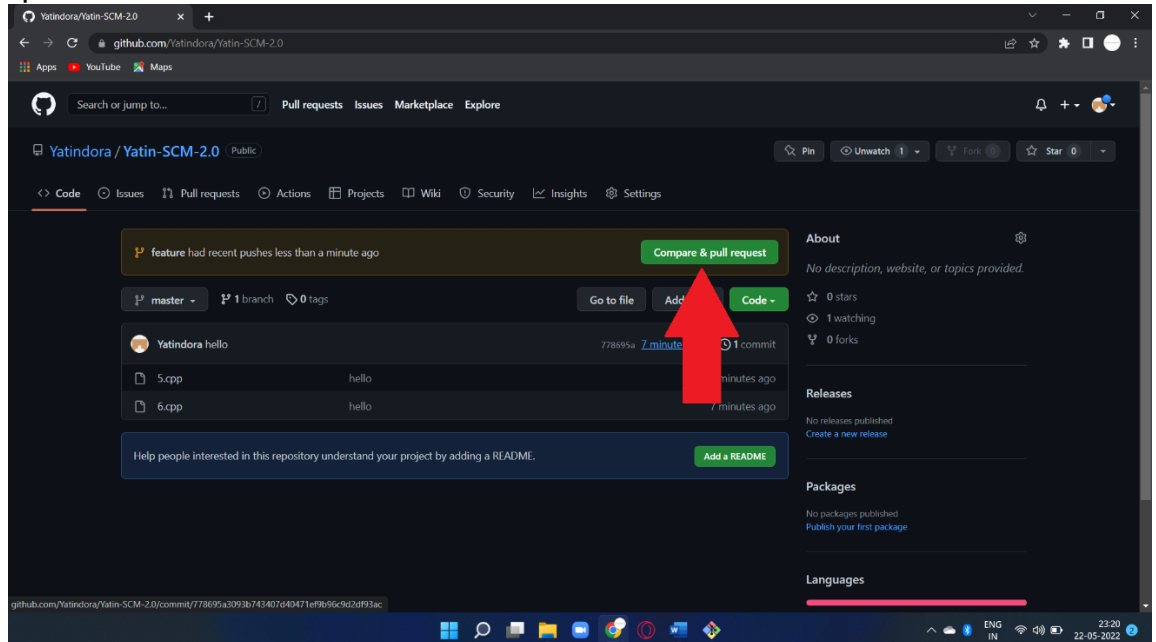 Yatindora/Yatin-SCM-2.0
github.com/Yatindora/Yatin-SCM-2.0
Apps YouTube Maps
Search or jump to... / Pull requests Issues Marketplace Explore
Yatindora / Yatin-SCM-2.0 Public Pin Unwatch 1 Fork 0 Star 0
Code Issues Pull requests Actions Projects Wiki Security Insights Settings
feature had recent pushes less than a minute ago Compare & pull request
master 1 branch 0 tags Go to file Code
Yatindora hello 778695a 7 minute 1 commit
5.cpp hello minutes ago
6.cpp hello 7 minutes ago
Help people interested in this repository understand your project by adding a README. Add a README
About
No description, website, or topics provided.
0 stars
1 watching
0 forks
Releases
No releases published
Create a new release
Packages
No packages published
Publish your first package
Languages
github.com/Yatindora/Yatin-SCM-2.0/commit/778695a3093b743407d40471ef9b96c9d2df93ac
ENG
IN
23:20
22-05-2022
2